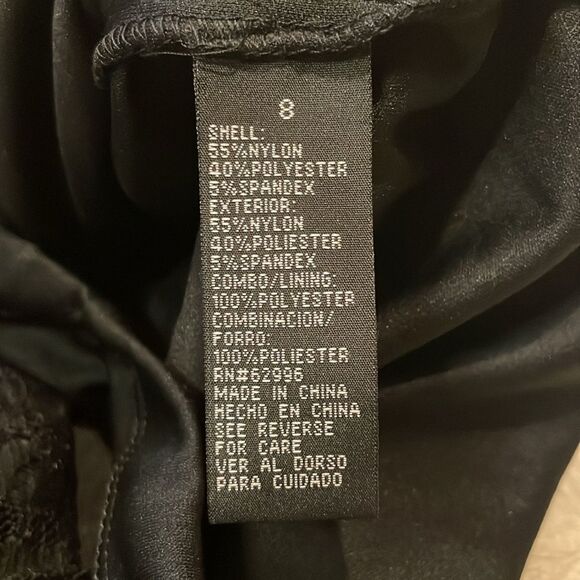 8
SHELL:
55%NYLON
40%POLYESTER
5%SPANDEX
EXTERIOR:
55%NYLON
40%POLIESTER
5%SPANDEX
COMBO/LINING:
100%POLYESTER
COMBINACION/
FORRO:
100%POLIESTER
RN#62996
MADE IN CHINA
HECHO EN CHINA
SEE REVERSE
FOR CARE
VER AL DORSO
PARA CUIDADO